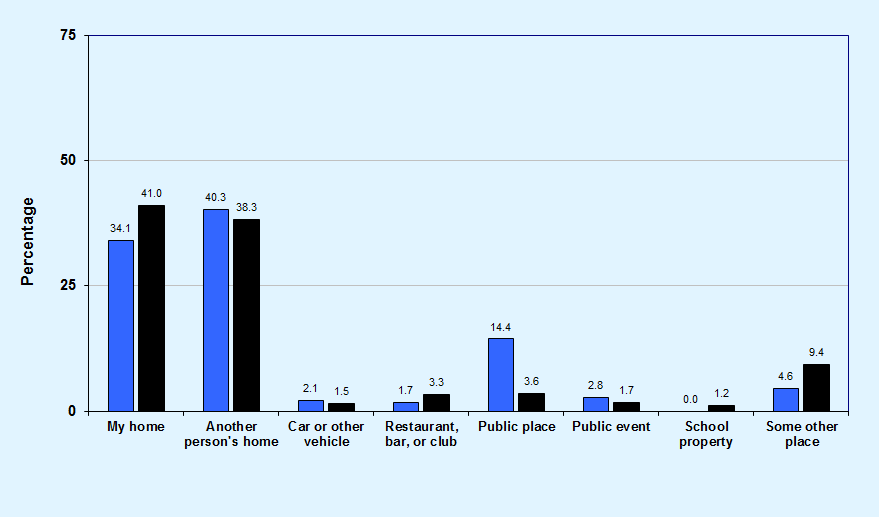 75
50
25
0
Percentage
34.1
41.0
40.3
38.3
2.1
1.5
1.7
3.3
14.4
3.6
2.8
1.7
0.0
1.2
4.6
9.4
My home
Another
person's home
Car or other
vehicle
Restaurant,
bar, or club
Public place
Public event
School
property
Some other
place